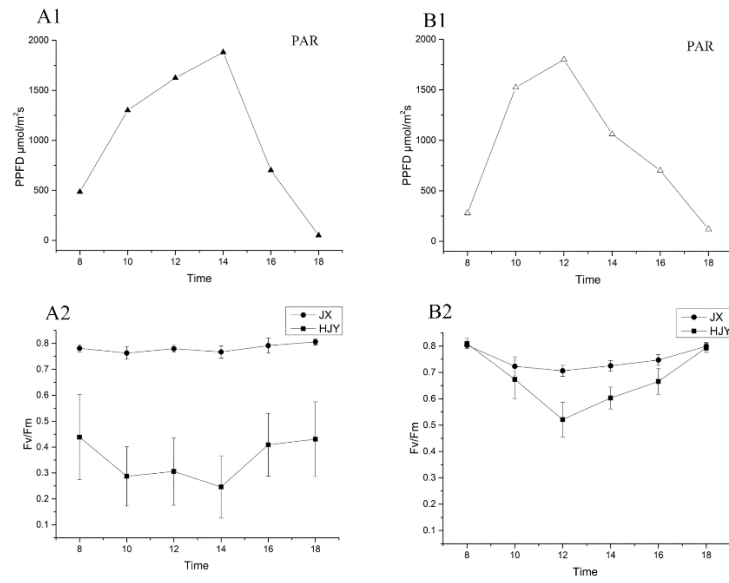 A1
PAR
2000
1500
1000
500
0
PPFD μmol/m²s
8 10 12 14 16 18
Time
B1
PAR
2000
1500
1000
500
0
PPFD μmol/m²s
8 10 12 14 16 18
Time
A2
JX
HJY
0.8
0.7
0.6
0.5
0.4
0.3
0.2
0.1
Fv/Fm
8 10 12 14 16 18
Time
B2
JX
HJY
0.8
0.7
0.6
0.5
0.4
0.3
0.2
0.1
Fv/Fm
8 10 12 14 16 18
Time